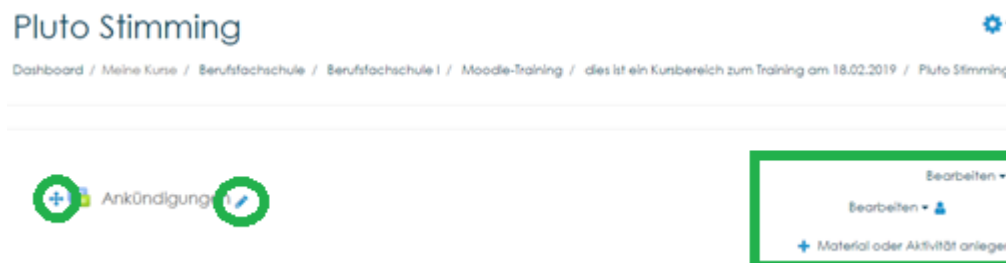 Pluto Stimming
Dashboard / Meine Kurse / Berufsfachschule / Berufsfachschule I / Moodle-Training / dies ist ein Kursbereich zum Training am 18.02.2019 / Pluto Stimming
Bearbeiten
Ankündigungen
Bearbeiten
Material oder Aktivität anlegen